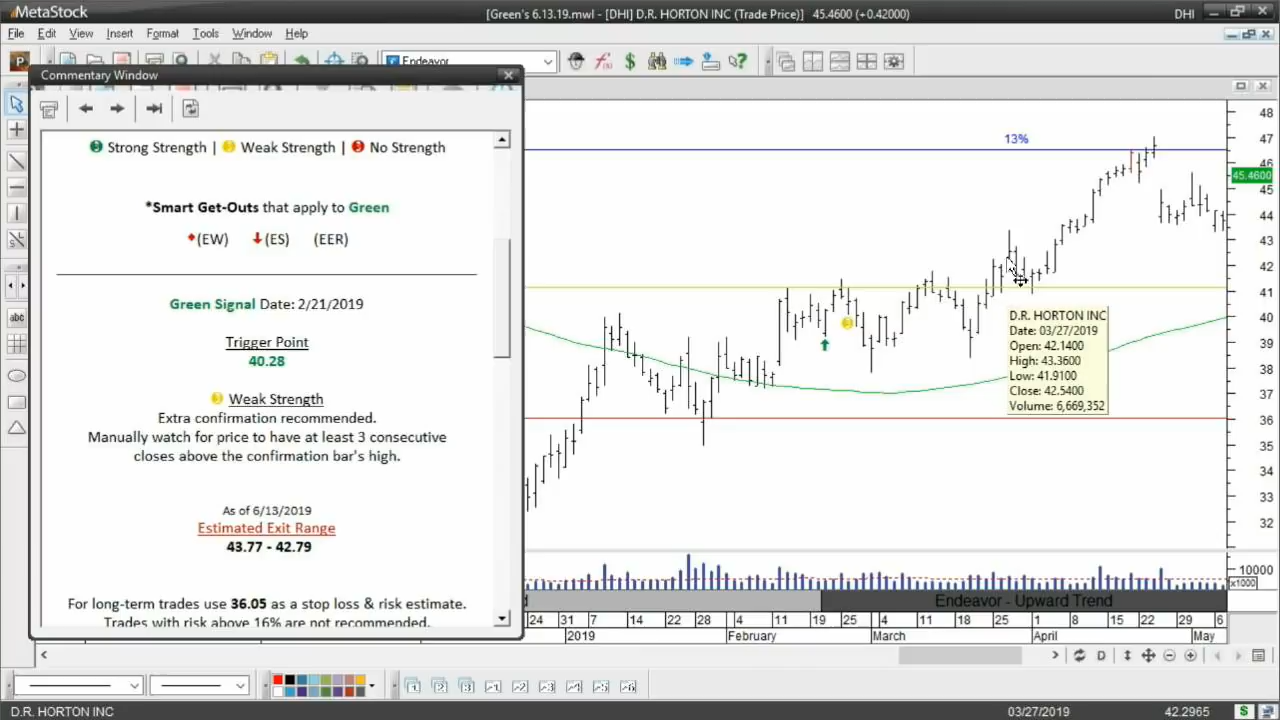 MetaStock
[Green's 6.13.19.mwl - [DHI] D.R. HORTON INC (Trade Price)] 45.4600 (+0.42000)
DHI
File Edit View Insert Format Tools Window Help
P
Endeavor
Commentary Window
Strong Strength | Weak Strength | No Strength
*Smart Get-Outs that apply to Green
(EW) (ES) (EER)
Green Signal Date: 2/21/2019
Trigger Point
40.28
Weak Strength
Extra confirmation recommended.
Manually watch for price to have at least 3 consecutive
closes above the confirmation bar's high.
As of 6/13/2019
Estimated Exit Range
43.77 - 42.79
For long-term trades use 36.05 as a stop loss & risk estimate.
Trades with risk above 16% are not recommended.
abc
13%
48
47
46
45.4600
45
44
43
42
41
40
39
38
37
36
35
34
33
32
D.R. HORTON INC
Date: 03/27/2019
Open: 42.1400
High: 43.3600
Low: 41.9100
Close: 42.5400
Volume: 6,669,352
10000
x1000
Endeavor - Upward Trend
24 31 7 14 22 28 4 11 19 25 4 11 18 25 1 8 15 22 29 6
2019 February March April May
D
D.R. HORTON INC
03/27/2019
42.2965
$